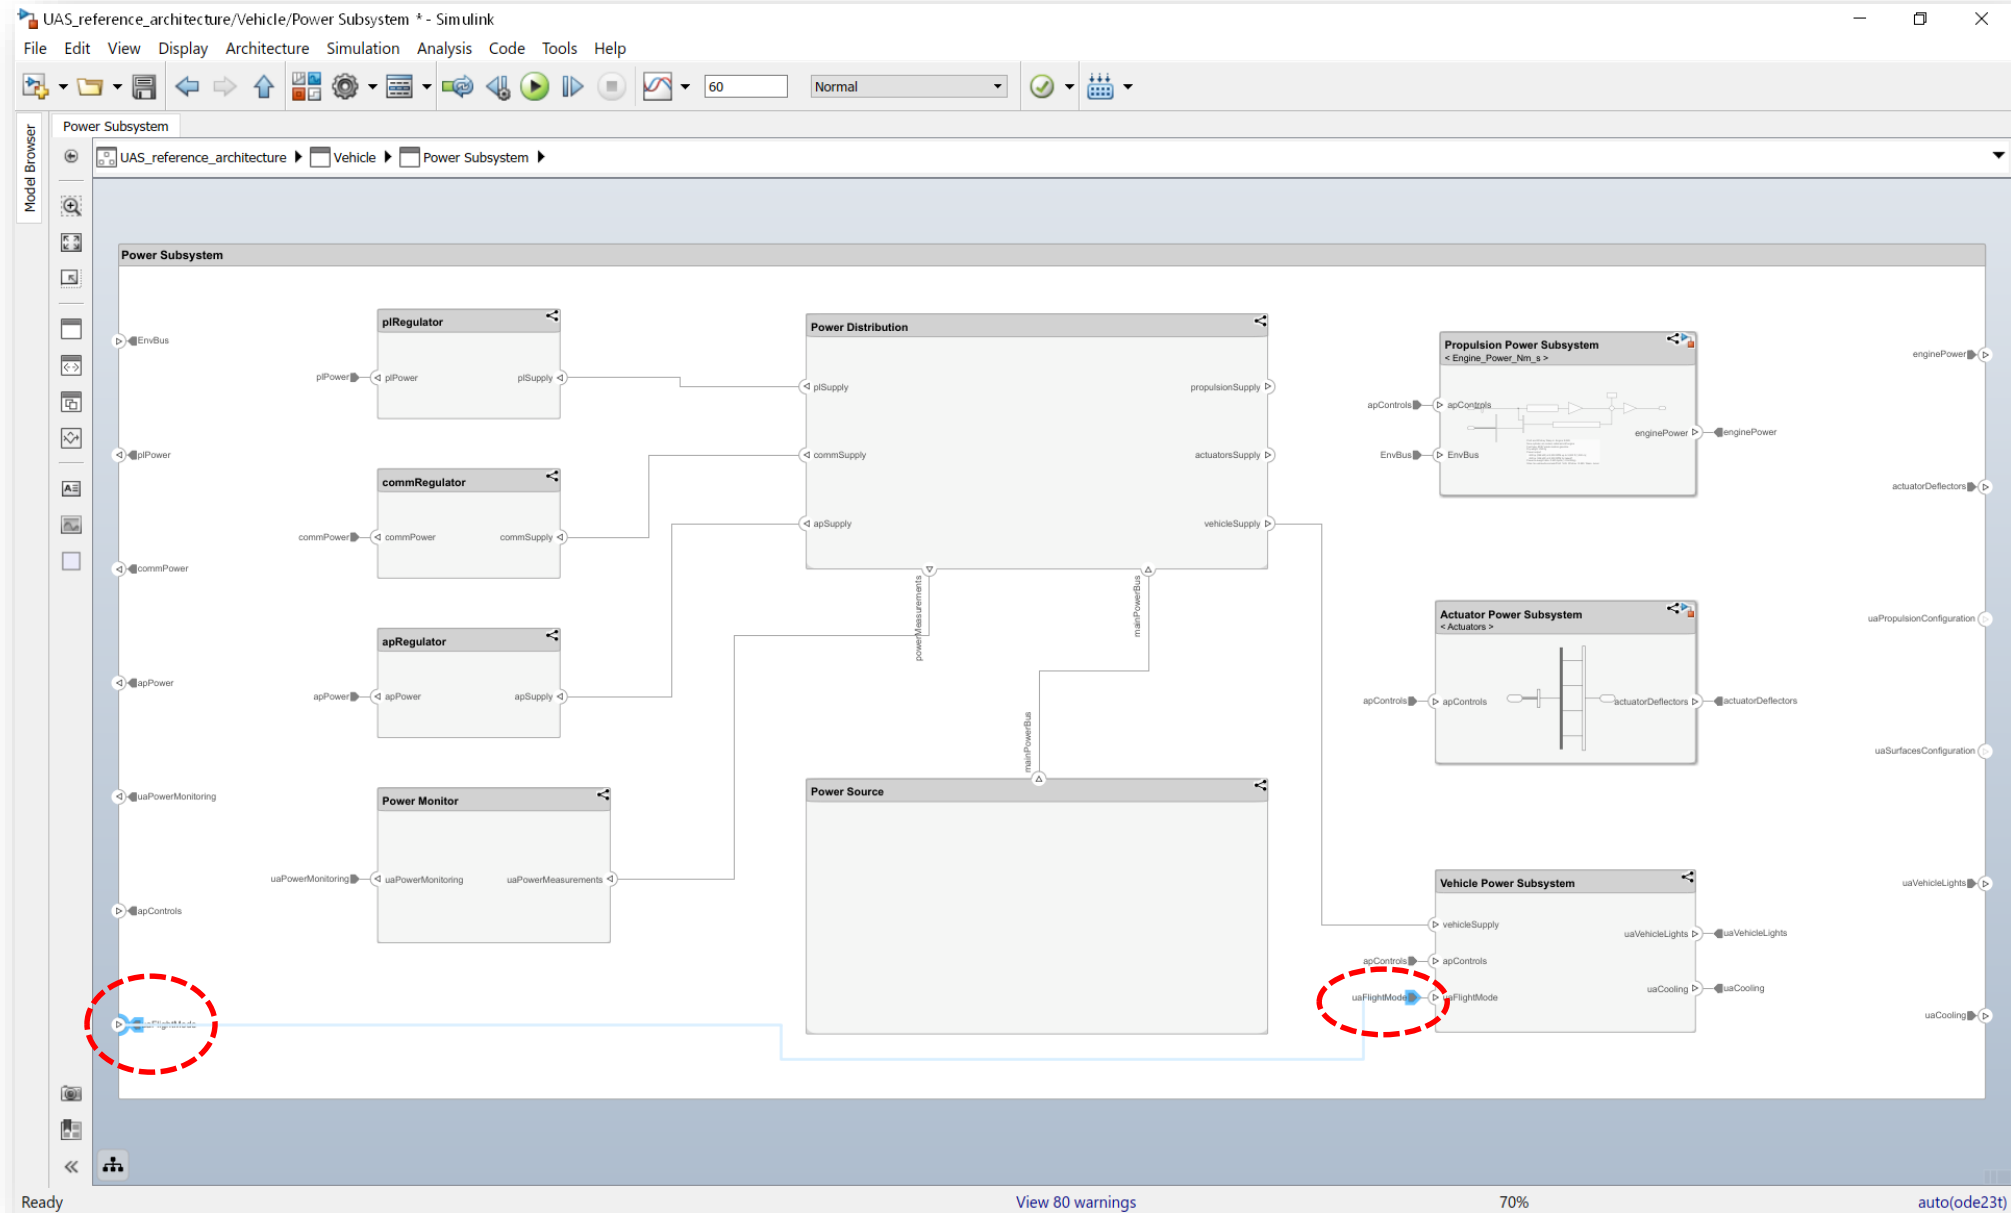 UAS_reference_architecture/Vehicle/Power Subsystem * - Simulink
File Edit View Display Architecture Simulation Analysis Code Tools Help
60 Normal
Model Browser
Power Subsystem
UAS_reference_architecture Vehicle Power Subsystem
Power Subsystem
EnvBus
plPower
commPower
apPower
uaPowerMonitoring
apControls
uaFlightMode
plRegulator
plPower plPower plSupply
commRegulator
commPower commPower commSupply
apRegulator
apPower apPower apSupply
Power Monitor
uaPowerMonitoring uaPowerMonitoring uaPowerMeasurements
Power Distribution
plSupply propulsionSupply
commSupply actuatorsSupply
apSupply vehicleSupply
powerMeasurements
mainPowerBus
mainPowerBus
Power Source
Propulsion Power Subsystem
< Engine_Power_Nm_s >
apControls apControls
enginePower enginePower
EnvBus EnvBus
Actuator Power Subsystem
< Actuators >
apControls apControls actuatorDeflectors actuatorDeflectors
Vehicle Power Subsystem
vehicleSupply
uaVehicleLights uaVehicleLights
apControls apControls
uaCooling uaCooling
uaFlightMode uaFlightMode
enginePower
actuatorDeflectors
uaPropulsionConfiguration
uaSurfacesConfiguration
uaVehicleLights
uaCooling
Ready View 80 warnings 70% auto(ode23t)